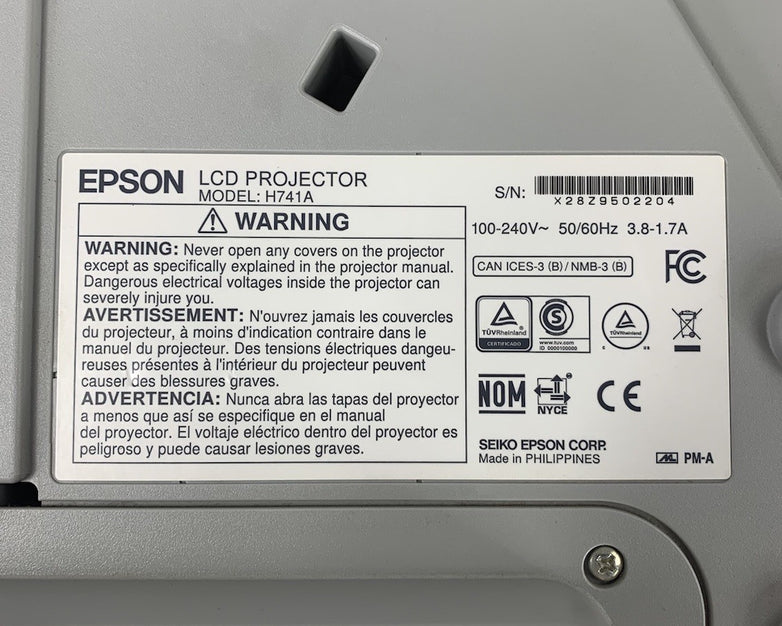 EPSON LCD PROJECTOR
MODEL: H741A
WARNING
WARNING: Never open any covers on the projector
except as specifically explained in the projector manual.
Dangerous electrical voltages inside the projector can
severely injure you.
AVERTISSEMENT: N'ouvrez jamais les couvercles
du projecteur, à moins d'indication contraire dans le
manuel du projecteur. Des tensions électriques dangeu-
reuses présentes à l'intérieur du projecteur peuvent
causer des blessures graves.
ADVERTENCIA: Nunca abra las tapas del proyector
a menos que así se especifique en el manual
del proyector. El voltaje eléctrico dentro del proyector es
peligroso y puede causar lesiones graves.
S/N:
X28Z9502204
100-240V~ 50/60Hz 3.8-1.7A
CAN ICES-3 (B) / NMB-3 (B)
FC
TÜVRheinland
CERTIFICADO
S
www.tuv.com
ID 0000100000
TÜVRheinland
C US
NOM
NYCE
CE
SEIKO EPSON CORP.
Made in PHILIPPINES
PM-A